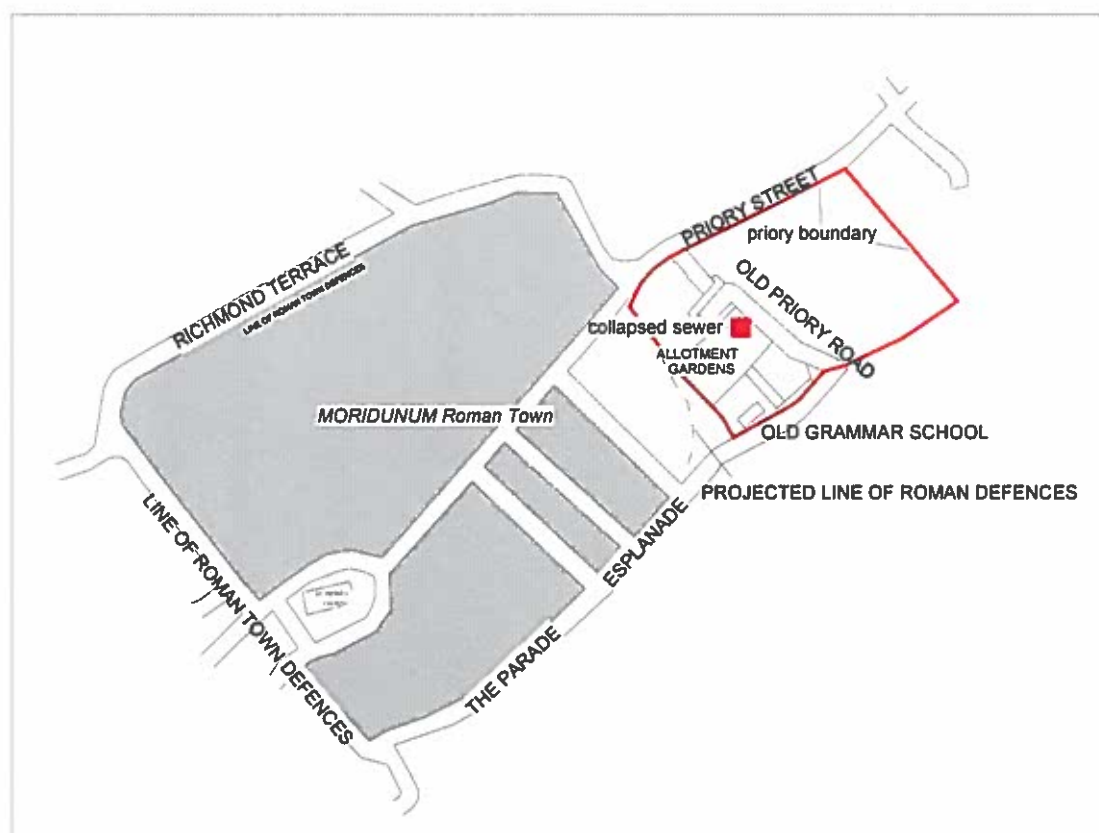 PRIORY STREET
priory boundary
OLD PRIORY ROAD
RICHMOND TERRACE
LINE OF ROMAN TOWN DEFENCES
collapsed sewer
ALLOTMENT
GARDENS
MORIDUNUM Roman Town
OLD GRAMMAR SCHOOL
PROJECTED LINE OF ROMAN DEFENCES
ESPLANADE
LINE OF ROMAN TOWN DEFENCES
THE PARADE